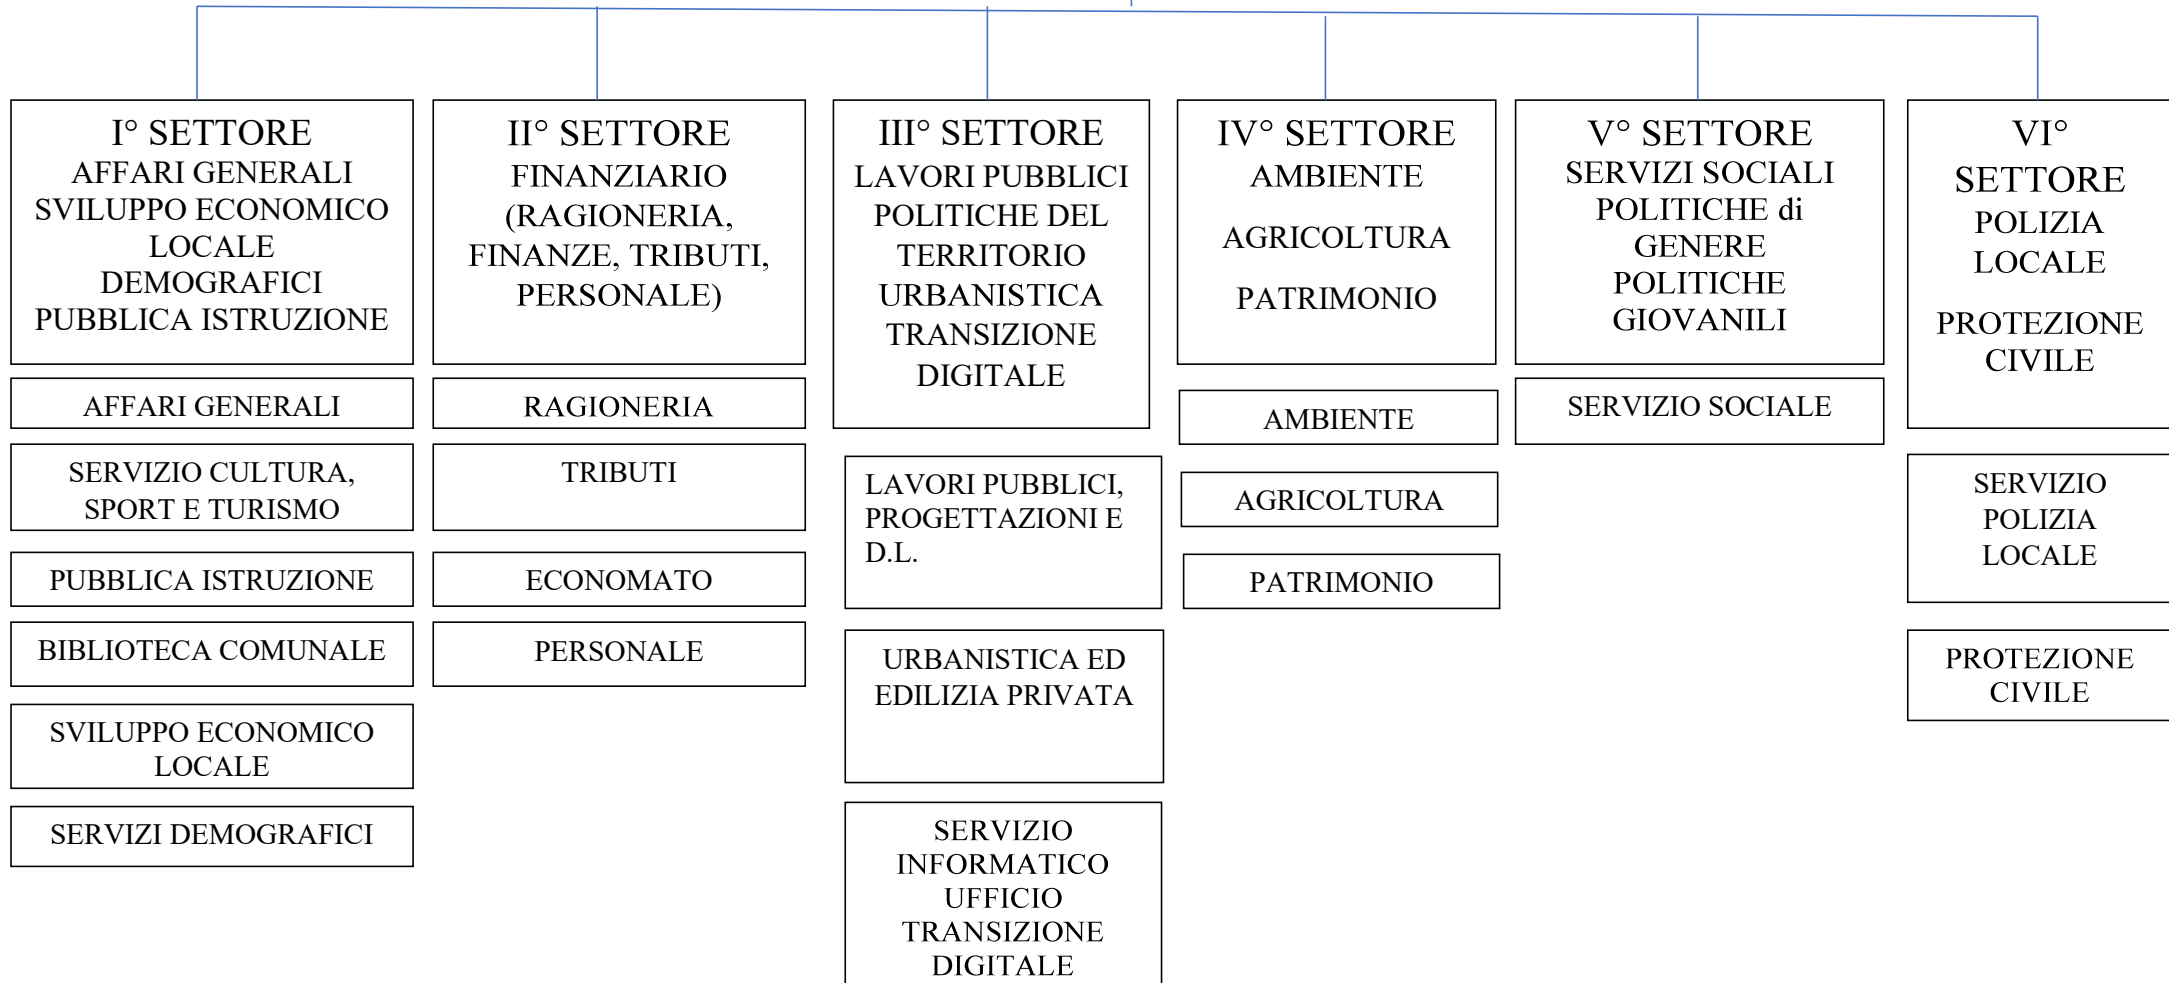 I° SETTORE
AFFARI GENERALI
SVILUPPO ECONOMICO
LOCALE
DEMOGRAFICI
PUBBLICA ISTRUZIONE
AFFARI GENERALI
SERVIZIO CULTURA,
SPORT E TURISMO
PUBBLICA ISTRUZIONE
BIBLIOTECA COMUNALE
SVILUPPO ECONOMICO
LOCALE
SERVIZI DEMOGRAFICI
II° SETTORE
FINANZIARIO
(RAGIONERIA,
FINANZE, TRIBUTI,
PERSONALE)
RAGIONERIA
TRIBUTI
ECONOMATO
PERSONALE
III° SETTORE
LAVORI PUBBLICI
POLITICHE DEL
TERRITORIO
URBANISTICA
TRANSIZIONE
DIGITALE
LAVORI PUBBLICI,
PROGETTAZIONI E
D.L.
URBANISTICA ED
EDILIZIA PRIVATA
SERVIZIO
INFORMATICO
UFFICIO
TRANSIZIONE
DIGITALE
IV° SETTORE
AMBIENTE
AGRICOLTURA
PATRIMONIO
AMBIENTE
AGRICOLTURA
PATRIMONIO
V° SETTORE
SERVIZI SOCIALI
POLITICHE di
GENERE
POLITICHE
GIOVANILI
SERVIZIO SOCIALE
VI°
SETTORE
POLIZIA
LOCALE
PROTEZIONE
CIVILE
SERVIZIO
POLIZIA
LOCALE
PROTEZIONE
CIVILE